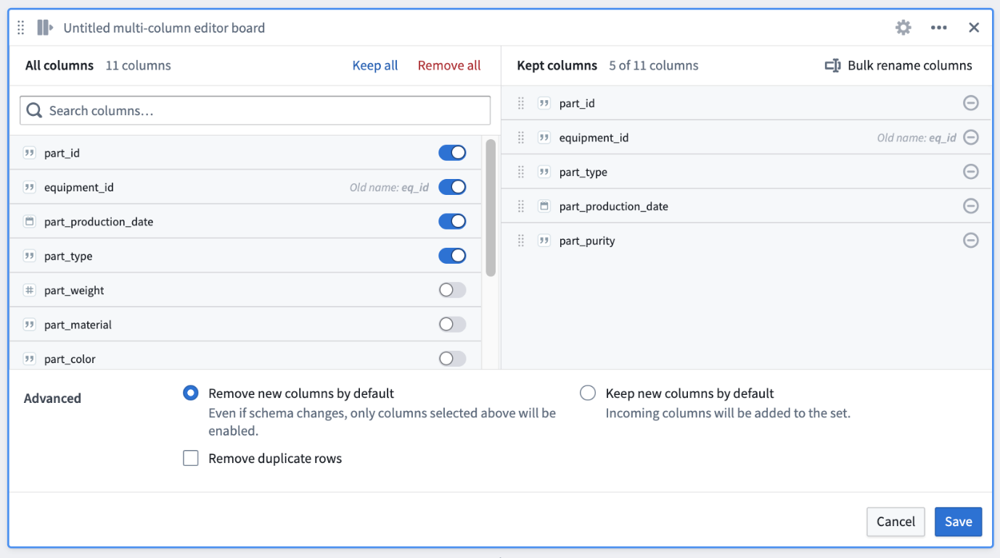 Untitled multi-column editor board
All columns 11 columns Keep all Remove all
Search columns…
part_id
equipment_id Old name: eq_id
part_production_date
part_type
part_weight
part_material
part_color
Kept columns 5 of 11 columns Bulk rename columns
part_id
equipment_id Old name: eq_id
part_type
part_production_date
part_purity
Advanced
Remove new columns by default
Even if schema changes, only columns selected above will be
enabled.
Keep new columns by default
Incoming columns will be added to the set.
Remove duplicate rows
Cancel Save